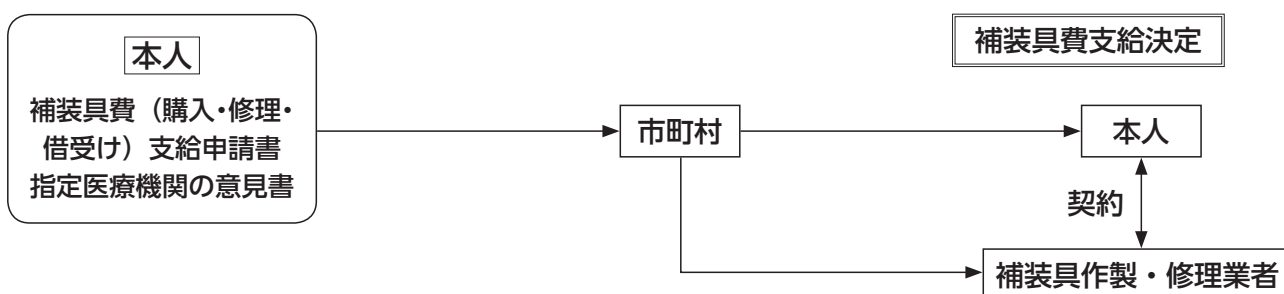 本人
補装具費（購入・修理・
借受け）支給申請書
指定医療機関の意見書
市町村
補装具費支給決定
本人
契約
補装具作製・修理業者